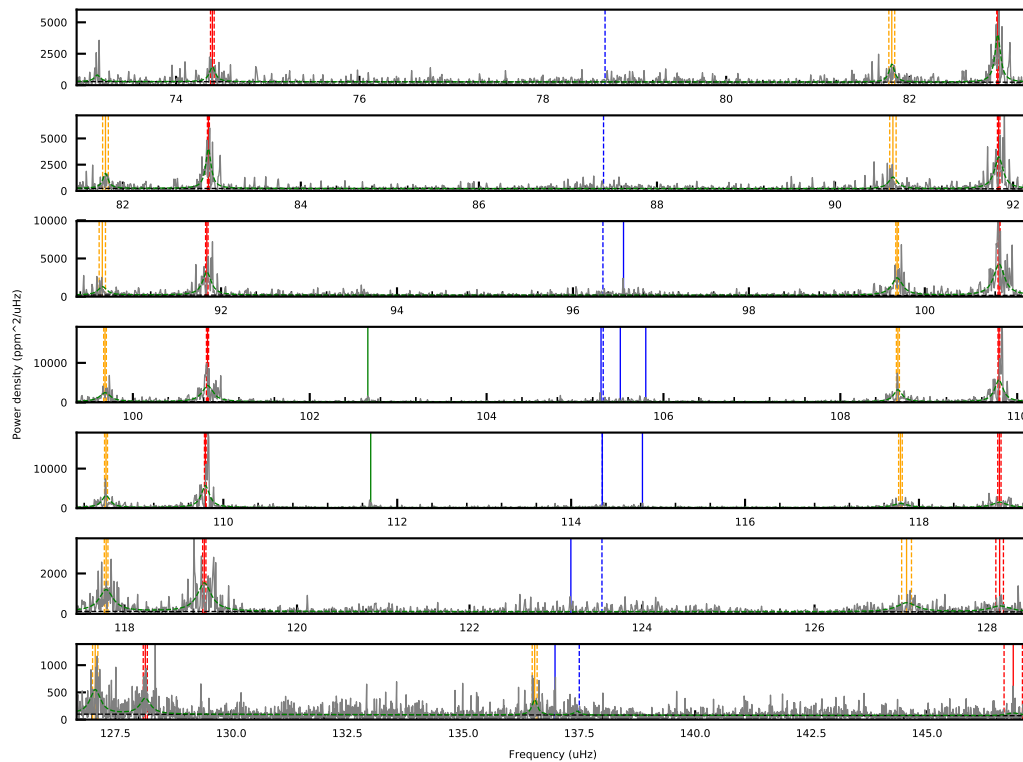 5000
2500
0
74 76 78 80 82
5000
2500
0
82 84 86 88 90 92
10000
5000
0
92 94 96 98 100
Power density (ppm^2/uHz)
10000
0
100 102 104 106 108 110
10000
0
110 112 114 116 118
2000
0
118 120 122 124 126 128
1000
500
0
127.5 130.0 132.5 135.0 137.5 140.0 142.5 145.0
Frequency (uHz)